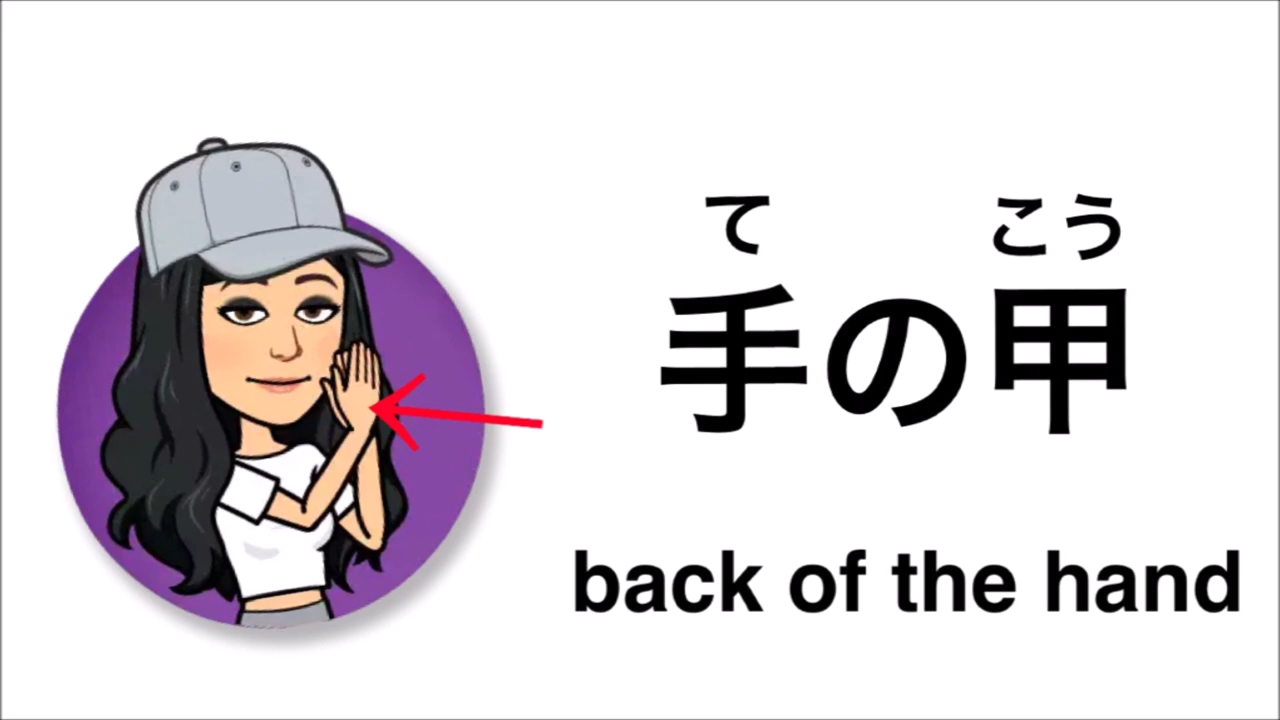 て こう
手の甲
back of the hand